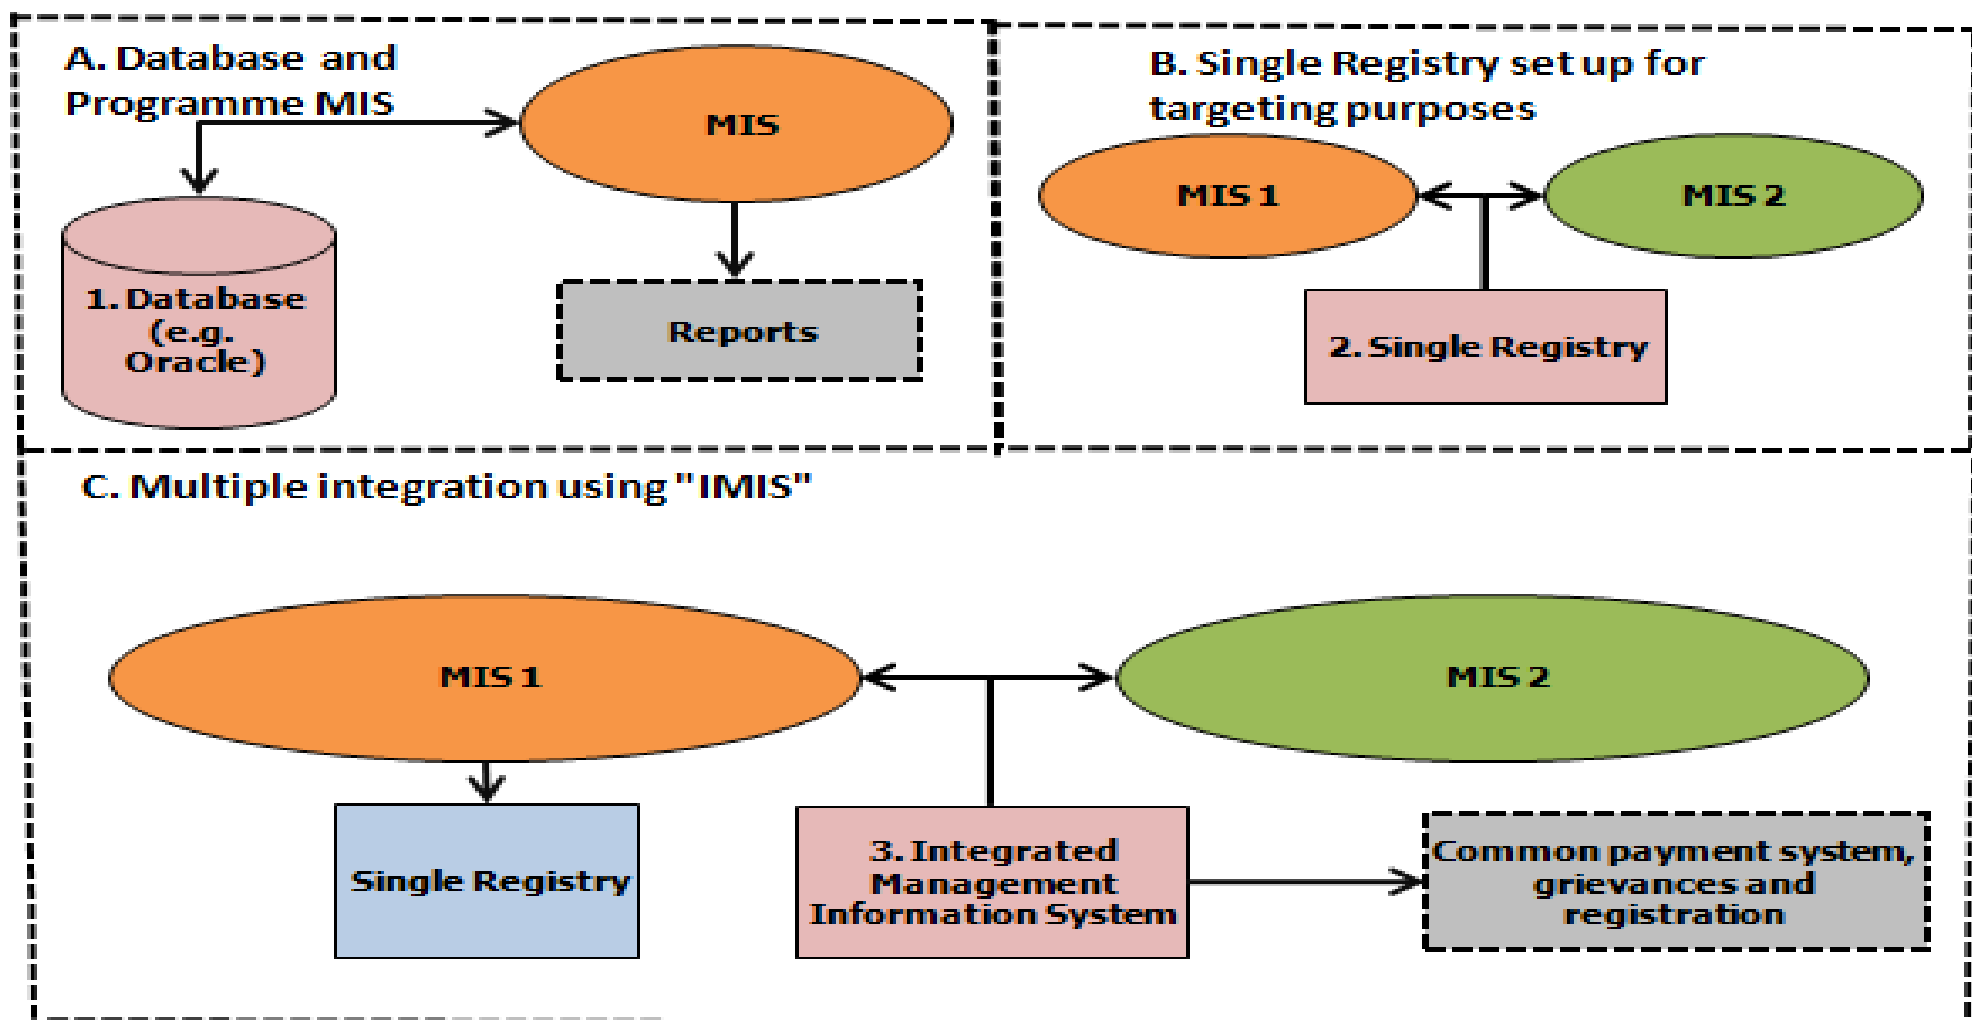 A. Database and
Programme MIS
MIS
1. Database
(e.g.
Oracle)
Reports
B. Single Registry set up for
targeting purposes
MIS 1
MIS 2
2. Single Registry
C. Multiple integration using "IMIS"
MIS 1
MIS 2
Single Registry
3. Integrated
Management
Information System
Common payment system,
grievances and
registration